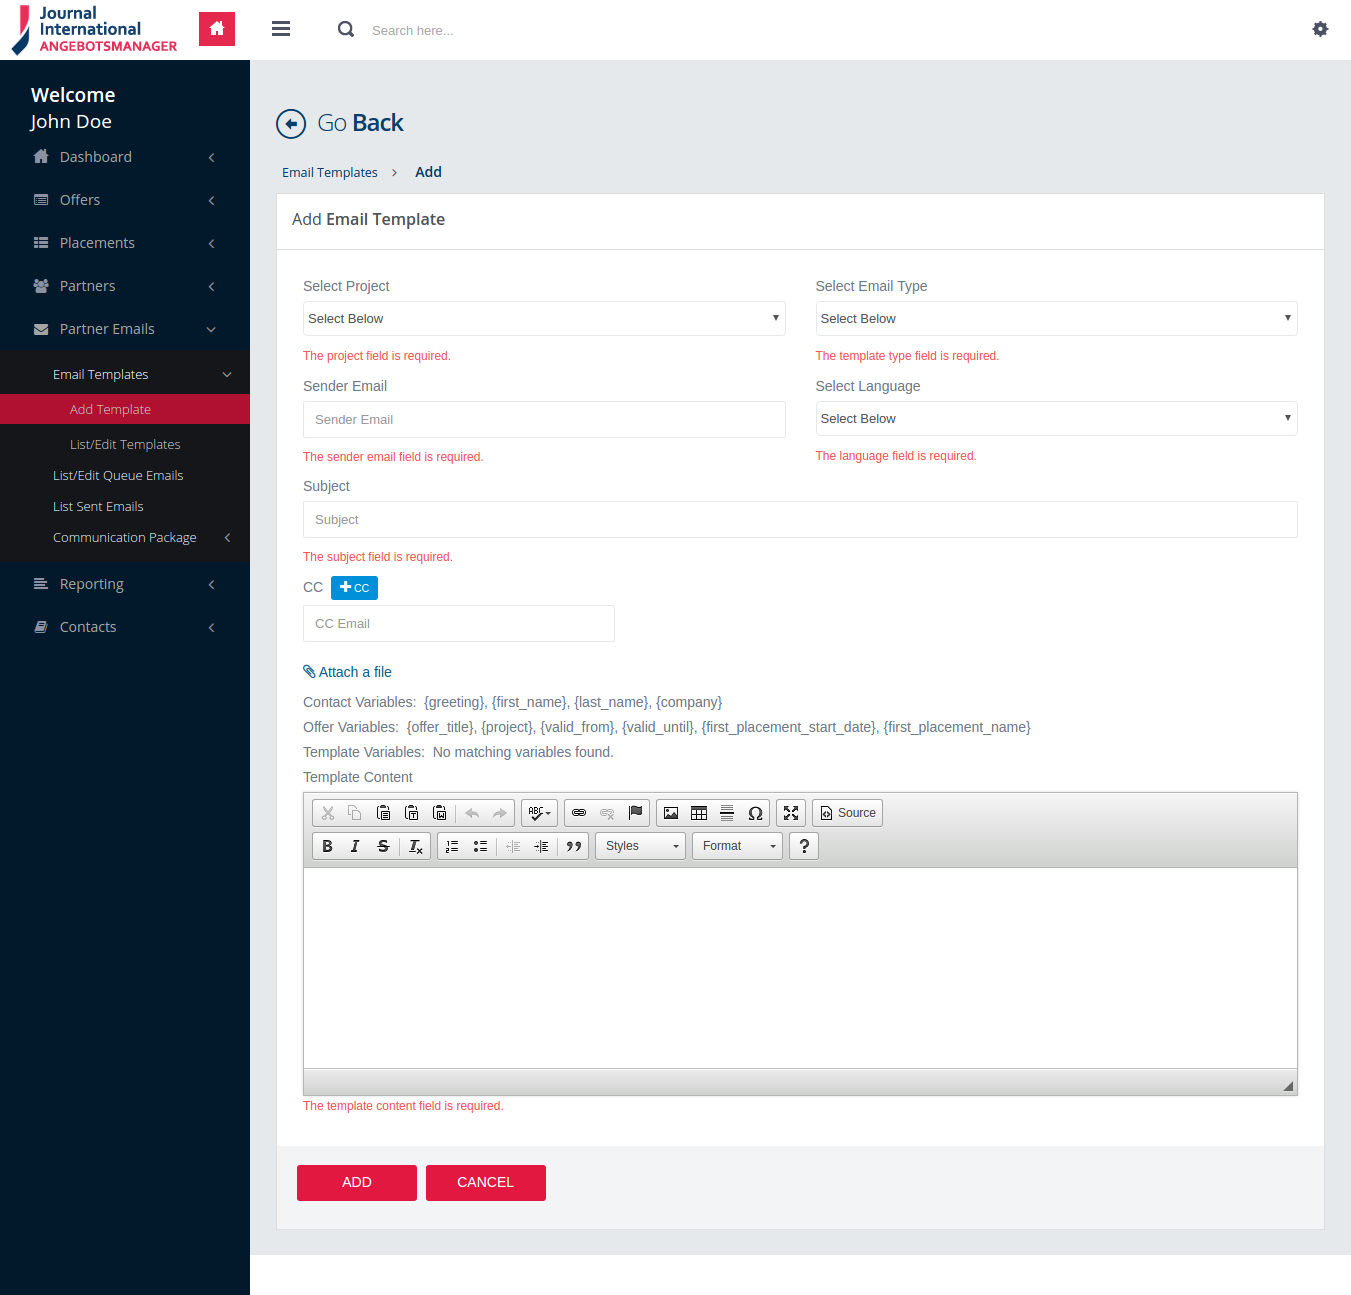 Journal
International
ANGEBOTSMANAGER
Search here...
Welcome
John Doe
Dashboard
Offers
Placements
Partners
Partner Emails
Email Templates
Add Template
List/Edit Templates
List/Edit Queue Emails
List Sent Emails
Communication Package
Reporting
Contacts
Go Back
Email Templates > Add
Add Email Template
Select Project
Select Below
The project field is required.
Select Email Type
Select Below
The template type field is required.
Sender Email
Sender Email
The sender email field is required.
Select Language
Select Below
The language field is required.
Subject
Subject
The subject field is required.
CC + CC
CC Email
Attach a file
Contact Variables: {greeting}, {first_name}, {last_name}, {company}
Offer Variables: {offer_title}, {project}, {valid_from}, {valid_until}, {first_placement_start_date}, {first_placement_name}
Template Variables: No matching variables found.
Template Content
ABC Ω Source
B I S Tx Styles Format ?
The template content field is required.
ADD CANCEL